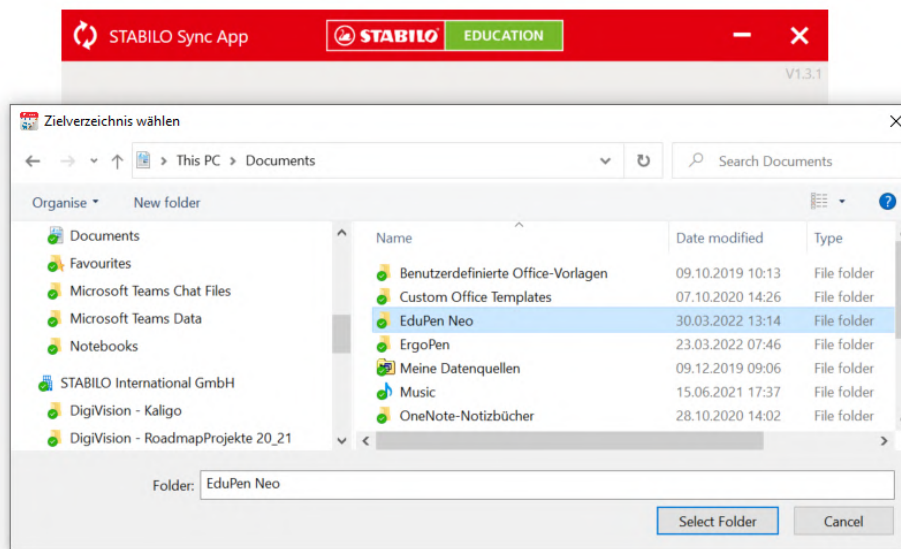 STABILO Sync App STABILO EDUCATION
V1.3.1
Zielverzeichnis wählen
This PC > Documents Search Documents
Organise New folder
Documents
Favourites
Microsoft Teams Chat Files
Microsoft Teams Data
Notebooks
STABILO International GmbH
DigiVision - Kaligo
DigiVision - RoadmapProjekte 20_21
Name Date modified Type
Benutzerdefinierte Office-Vorlagen 09.10.2019 10:13 File folder
Custom Office Templates 07.10.2020 14:26 File folder
EduPen Neo 30.03.2022 13:14 File folder
ErgoPen 23.03.2022 07:46 File folder
Meine Datenquellen 09.12.2019 09:06 File folder
Music 15.06.2021 17:37 File folder
OneNote-Notizbücher 28.10.2020 14:02 File folder
Folder: EduPen Neo
Select Folder Cancel